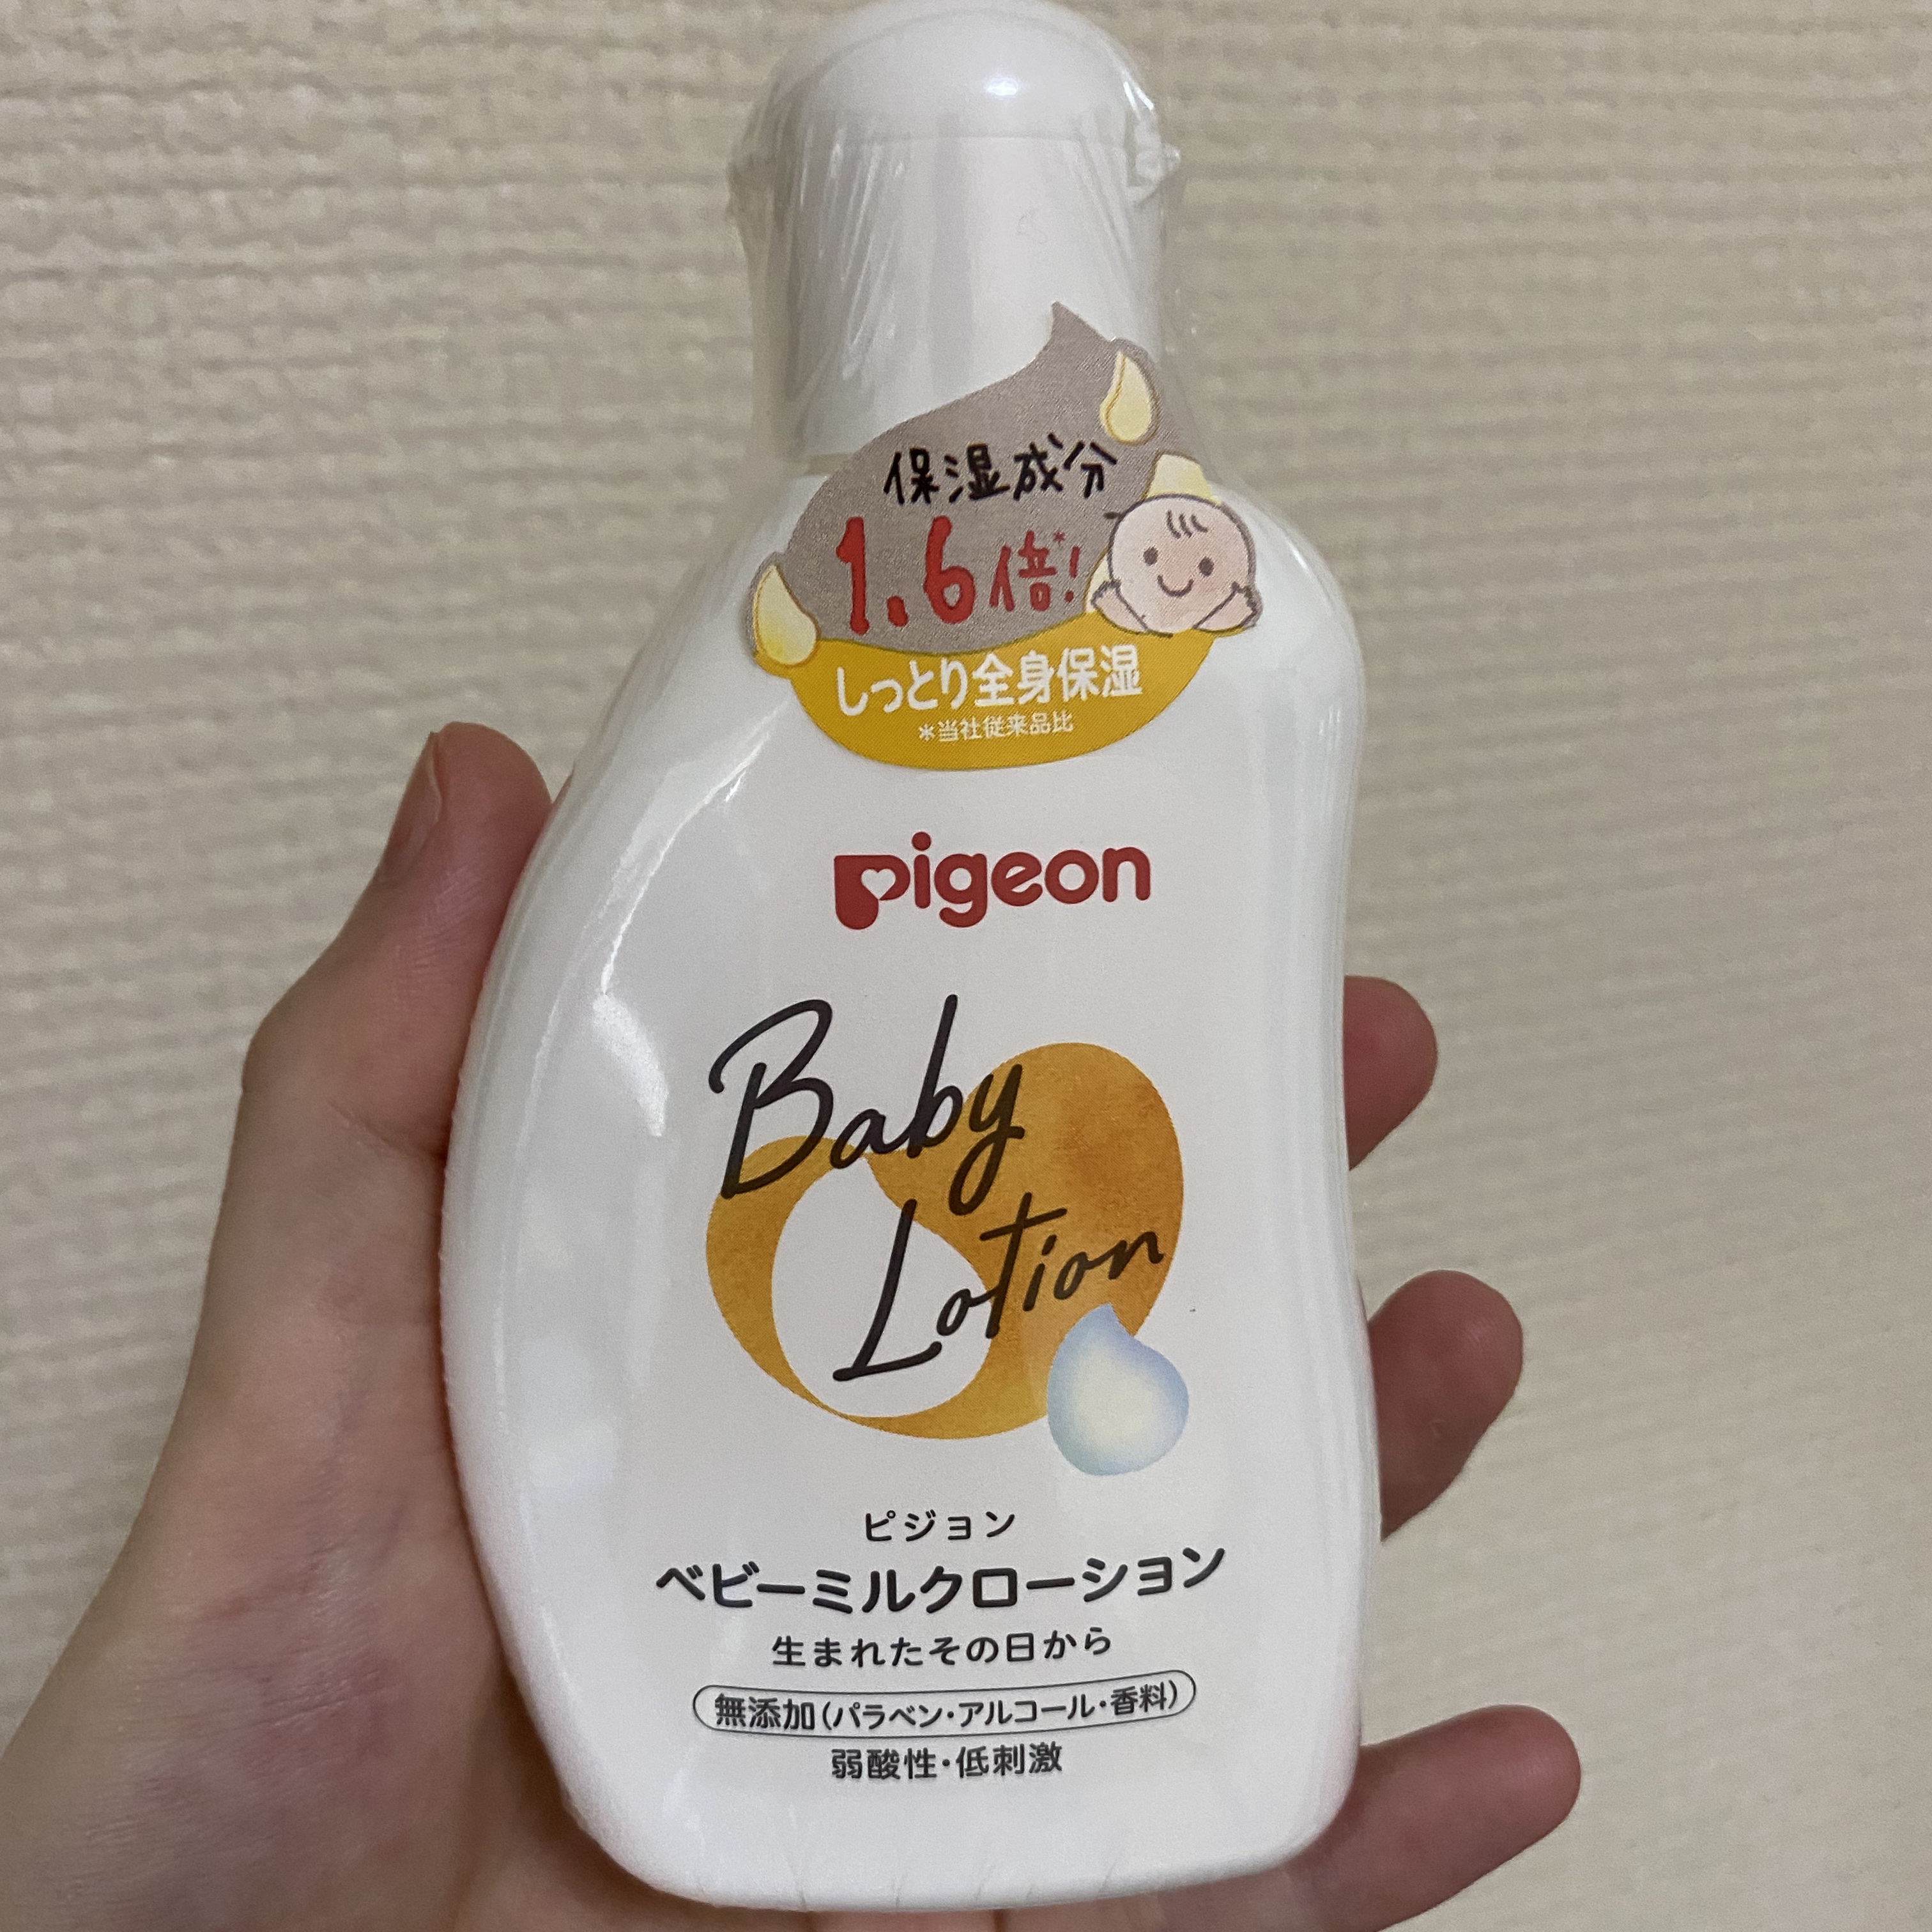 保湿成分
1.6倍*!
しっとり全身保湿
*当社従来品比
pigeon
Baby
Lotion
ピジョン
ベビーミルクローション
生まれたその日から
無添加(パラベン・アルコール・香料)
弱酸性・低刺激